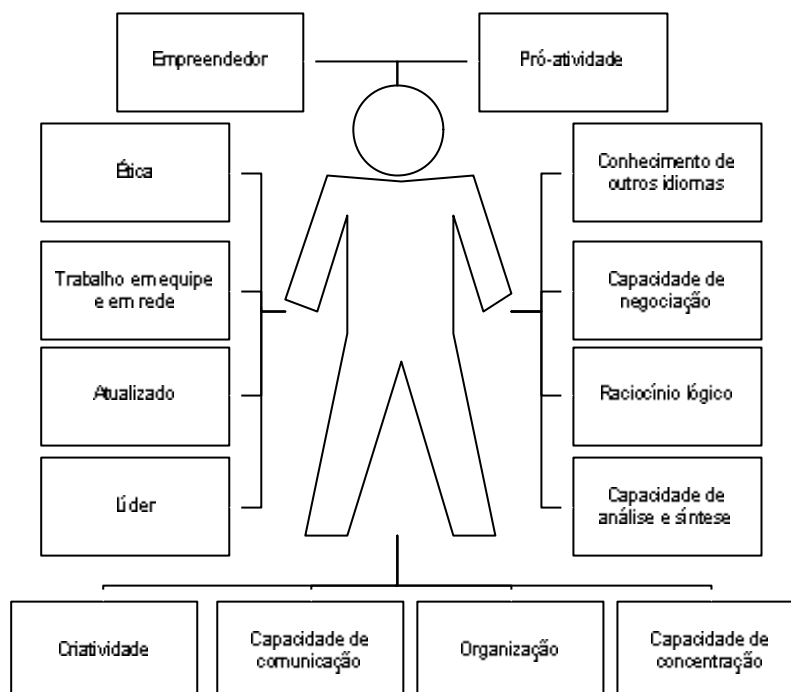 Empreendedor
Pró-atividade
Ética
Conhecimento de
outros idiomas
Trabalho em equipe
e em rede
Capacidade de
negociação
Atualizado
Raciocínio lógico
Líder
Capacidade de
análise e síntese
Criatividade
Capacidade de
comunicação
Organização
Capacidade de
concentração